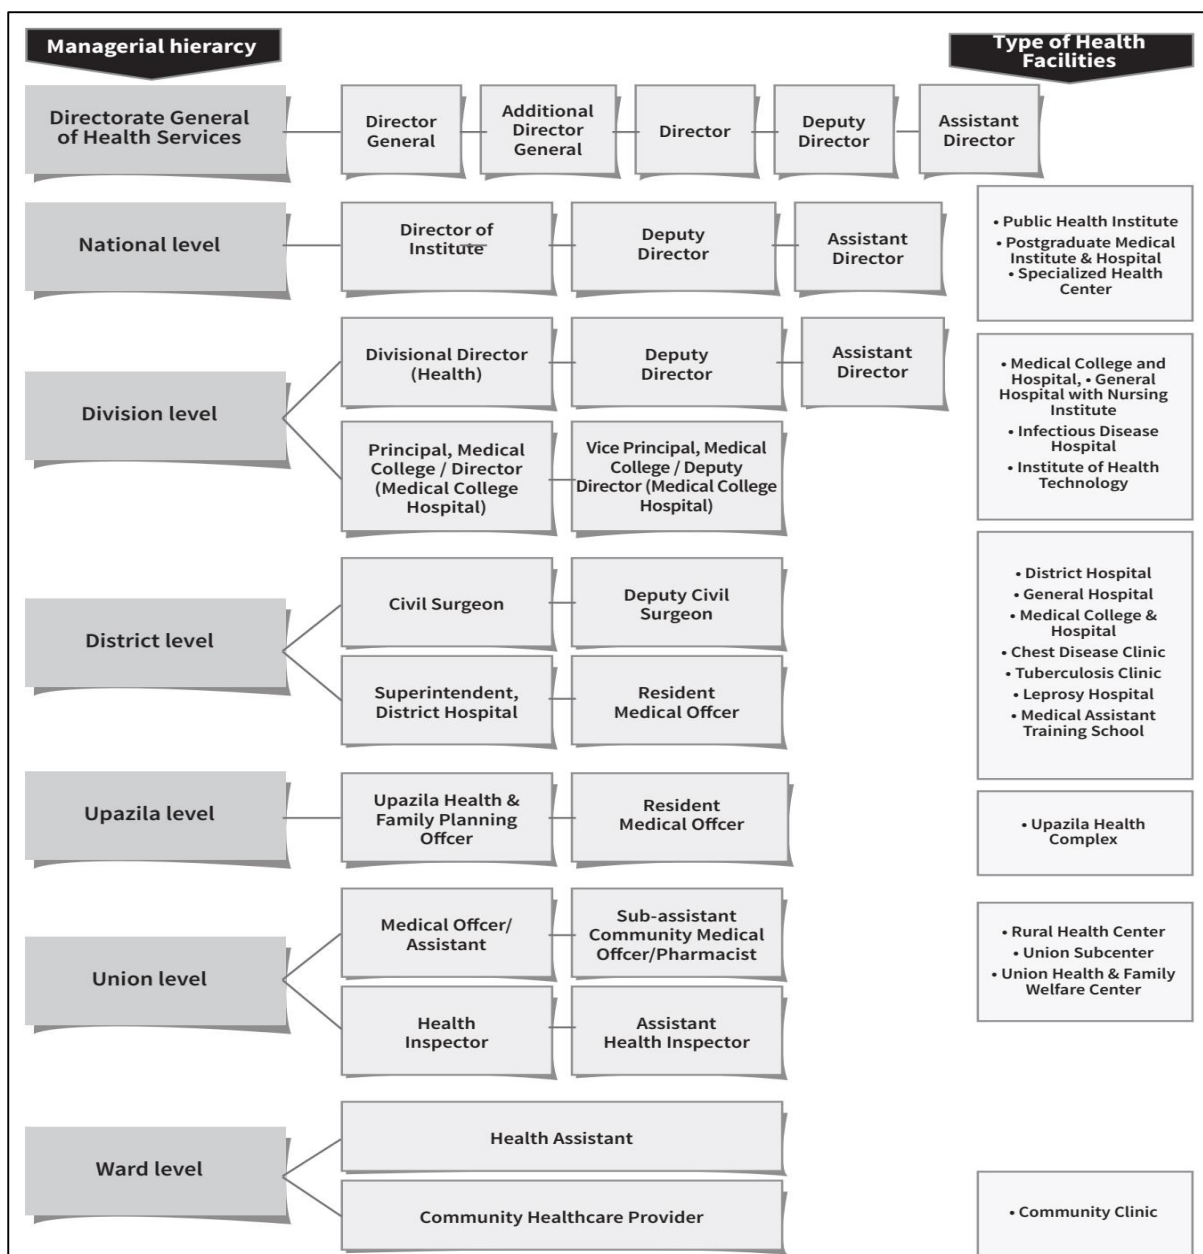 Managerial hierarcy
Type of Health
Facilities
Directorate General
of Health Services
Director
General
Additional
Director
General
Director
Deputy
Director
Assistant
Director
National level
Director of
Institute
Deputy
Director
Assistant
Director
• Public Health Institute
• Postgraduate Medical
Institute & Hospital
• Specialized Health
Center
Division level
Divisional Director
(Health)
Deputy
Director
Assistant
Director
Principal, Medical
College / Director
(Medical College
Hospital)
Vice Principal, Medical
College / Deputy
Director (Medical College
Hospital)
• Medical College and
Hospital, • General
Hospital with Nursing
Institute
• Infectious Disease
Hospital
• Institute of Health
Technology
District level
Civil Surgeon
Deputy Civil
Surgeon
Superintendent,
District Hospital
Resident
Medical Offcer
• District Hospital
• General Hospital
• Medical College &
Hospital
• Chest Disease Clinic
• Tuberculosis Clinic
• Leprosy Hospital
• Medical Assistant
Training School
Upazila level
Upazila Health &
Family Planning
Offcer
Resident
Medical Offcer
• Upazila Health
Complex
Union level
Medical Offcer/
Assistant
Sub-assistant
Community Medical
Offcer/Pharmacist
Health
Inspector
Assistant
Health Inspector
• Rural Health Center
• Union Subcenter
• Union Health & Family
Welfare Center
Ward level
Health Assistant
Community Healthcare Provider
• Community Clinic